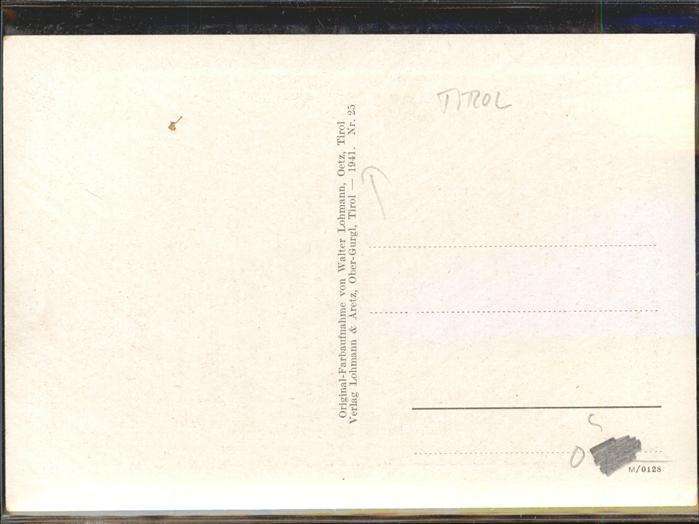 TIROL
Original-Farbaufnahme von Walter Lohmann, Oetz, Tirol
Verlag Lohmann & Aretz, Ober-Gurgl, Tirol — 1941. Nr. 25
T
M/0128